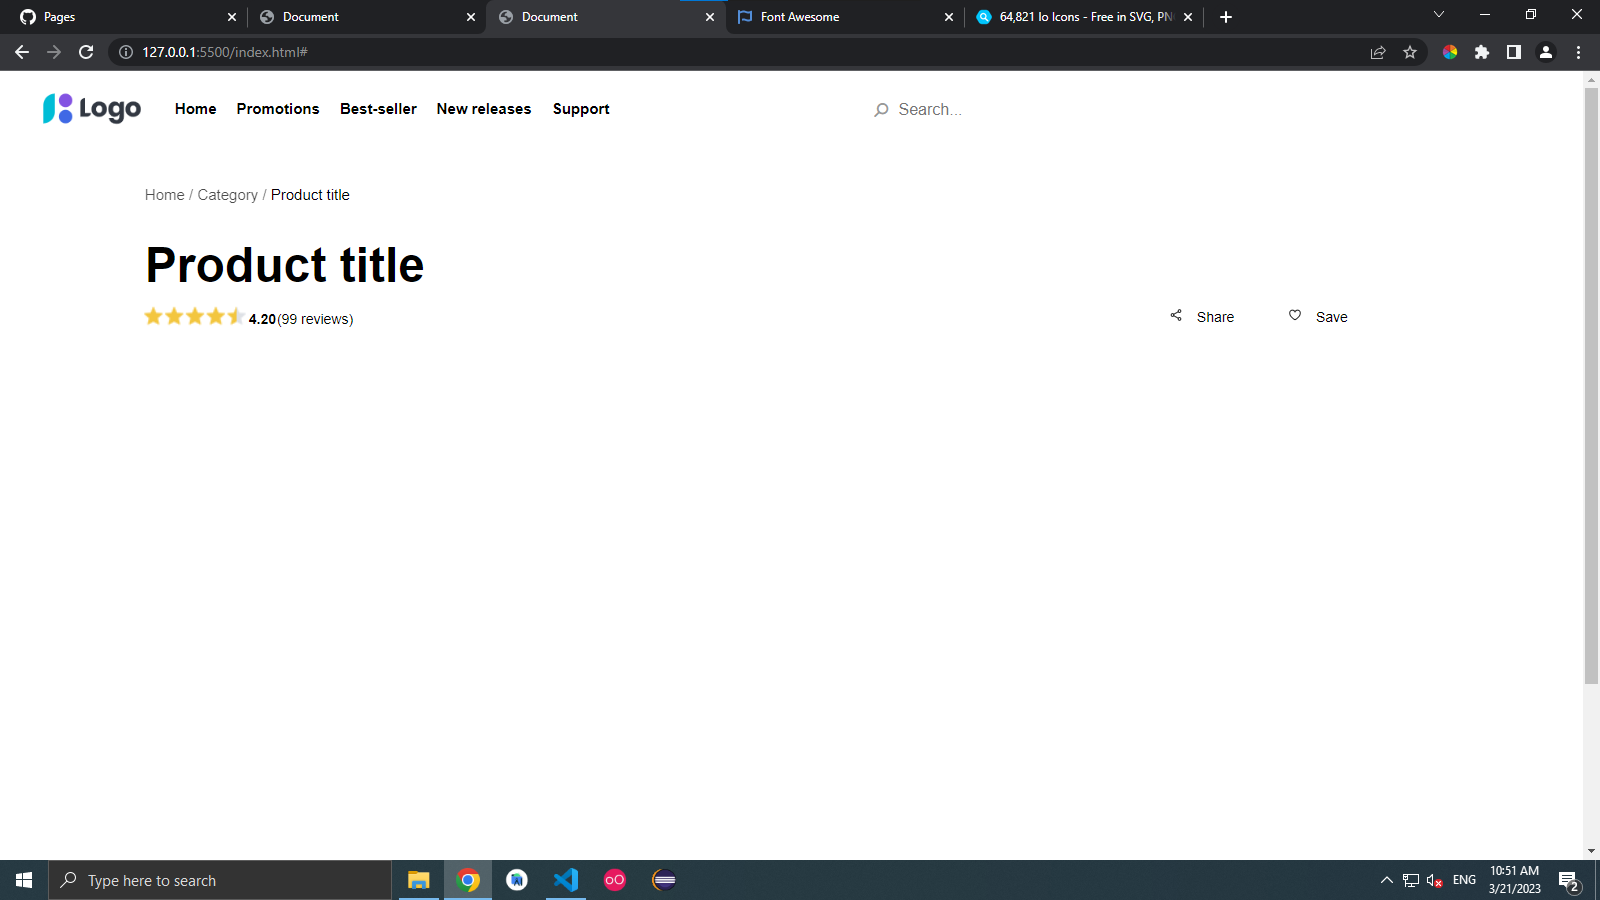 Pages
Document
Document
Font Awesome
64,821 Io Icons - Free in SVG, PN
127.0.0.1:5500/index.html#
Logo
Home
Promotions
Best-seller
New releases
Support
Search...
Home / Category / Product title
Product title
4.20(99 reviews)
Share
Save
Type here to search
AI
oO
ENG
10:51 AM
3/21/2023
2